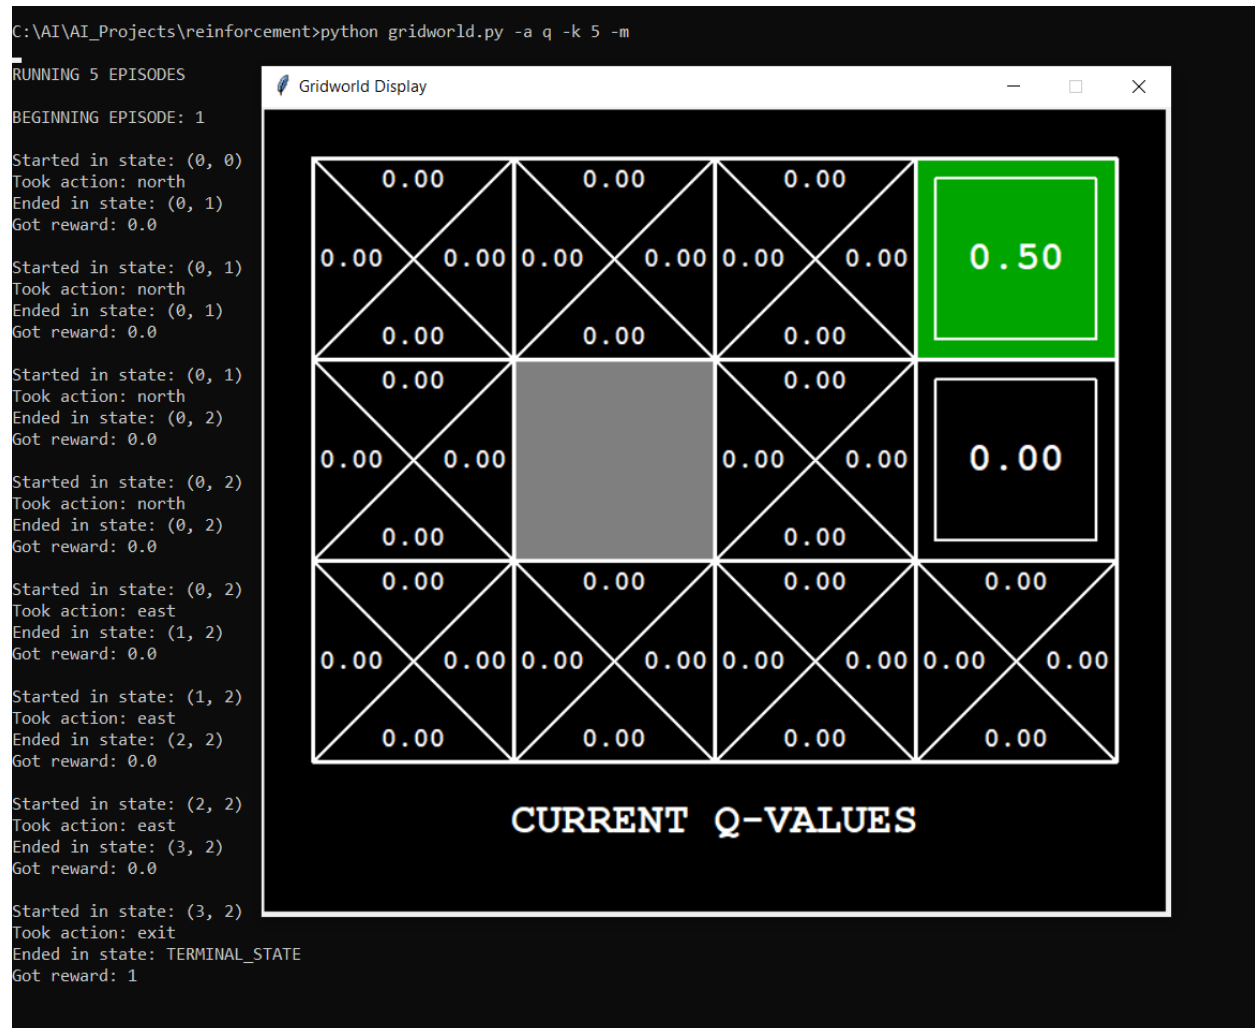 C:\AI\AI_Projects\reinforcement>python gridworld.py -a q -k 5 -m
RUNNING 5 EPISODES
BEGINNING EPISODE: 1
Started in state: (0, 0)
Took action: north
Ended in state: (0, 1)
Got reward: 0.0
Started in state: (0, 1)
Took action: north
Ended in state: (0, 1)
Got reward: 0.0
Started in state: (0, 1)
Took action: north
Ended in state: (0, 2)
Got reward: 0.0
Started in state: (0, 2)
Took action: north
Ended in state: (0, 2)
Got reward: 0.0
Started in state: (0, 2)
Took action: east
Ended in state: (1, 2)
Got reward: 0.0
Started in state: (1, 2)
Took action: east
Ended in state: (2, 2)
Got reward: 0.0
Started in state: (2, 2)
Took action: east
Ended in state: (3, 2)
Got reward: 0.0
Started in state: (3, 2)
Took action: exit
Ended in state: TERMINAL_STATE
Got reward: 1
Gridworld Display
0.00 0.00 0.00
0.00 0.00 0.00 0.00 0.00 0.00 0.50
0.00 0.00 0.00
0.00 0.00
0.00 0.00 0.00 0.00 0.00
0.00 0.00
0.00 0.00 0.00 0.00
0.00 0.00 0.00 0.00 0.00 0.00 0.00 0.00
0.00 0.00 0.00 0.00
CURRENT Q-VALUES